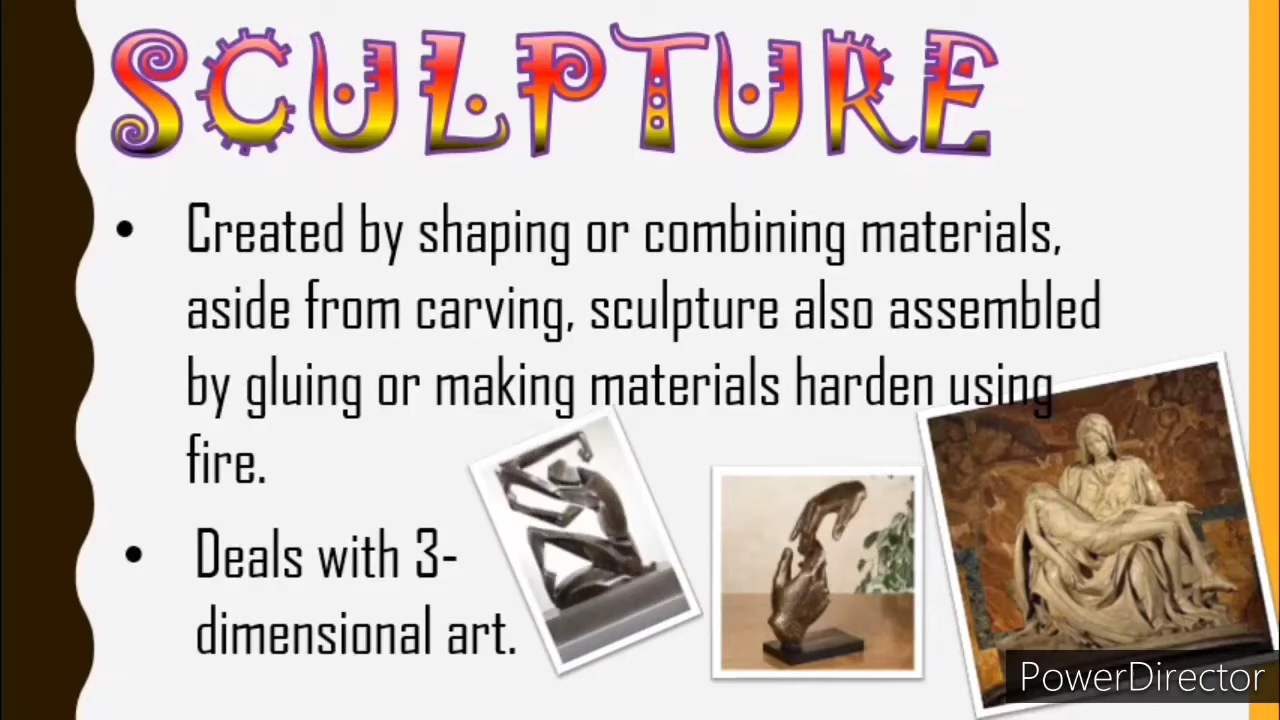 SCULPTURE
• Created by shaping or combining materials,
aside from carving, sculpture also assembled
by gluing or making materials harden using
fire.
• Deals with 3-
dimensional art.
PowerDirector